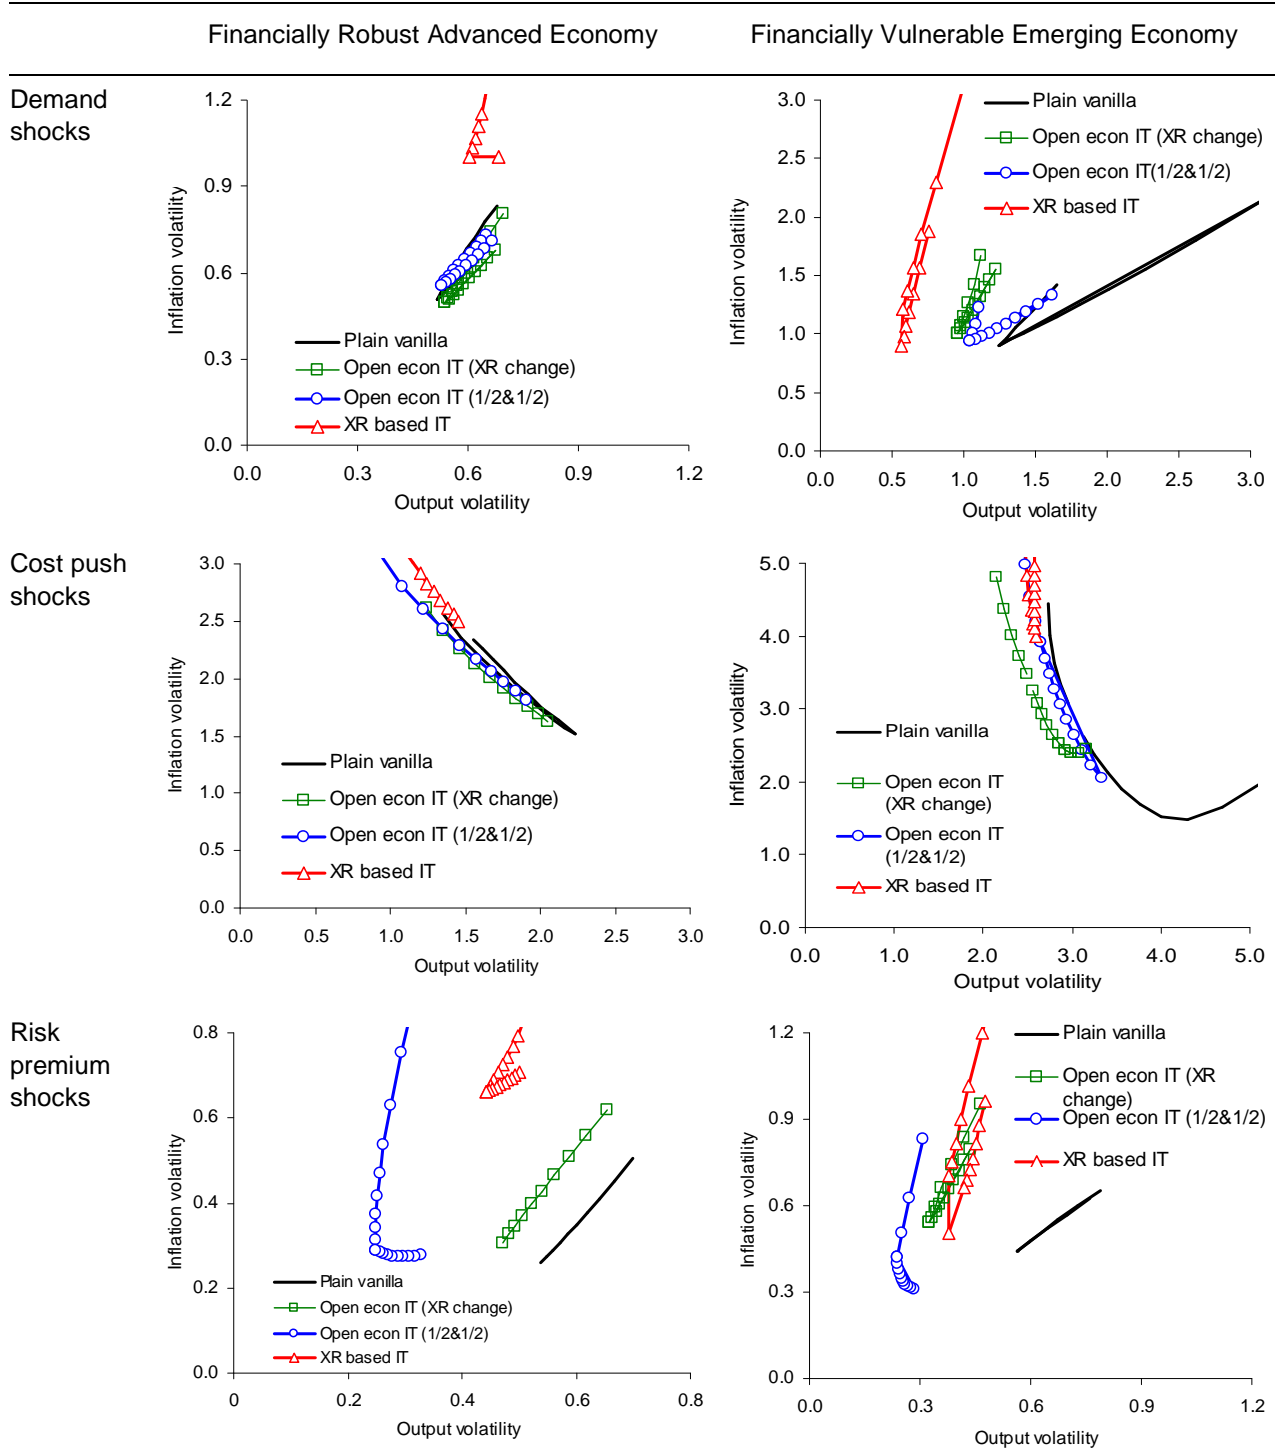 Financially Robust Advanced Economy
Financially Vulnerable Emerging Economy
Demand
shocks
1.2
0.9
0.6
0.3
0.0
Inflation volatility
Plain vanilla
Open econ IT (XR change)
Open econ IT (1/2&1/2)
XR based IT
0.0
0.3
0.6
0.9
1.2
Output volatility
3.0
2.5
2.0
1.5
1.0
0.5
0.0
Inflation volatility
Plain vanilla
Open econ IT (XR change)
Open econ IT(1/2&1/2)
XR based IT
0.0
0.5
1.0
1.5
2.0
2.5
3.0
Output volatility
Cost push
shocks
3.0
2.5
2.0
1.5
1.0
0.5
0.0
Inflation volatility
Plain vanilla
Open econ IT (XR change)
Open econ IT (1/2&1/2)
XR based IT
0.0
0.5
1.0
1.5
2.0
2.5
3.0
Output volatility
5.0
4.0
3.0
2.0
1.0
0.0
Inflation volatility
Plain vanilla
Open econ IT
(XR change)
Open econ IT
(1/2&1/2)
XR based IT
0.0
1.0
2.0
3.0
4.0
5.0
Output volatility
Risk
premium
shocks
0.8
0.6
0.4
0.2
0.0
Inflation volatility
Plain vanilla
Open econ IT (XR change)
Open econ IT (1/2&1/2)
XR based IT
0
0.2
0.4
0.6
0.8
Output volatility
1.2
0.9
0.6
0.3
0.0
Inflation volatility
Plain vanilla
Open econ IT (XR
change)
Open econ IT (1/2&1/2)
XR based IT
0.0
0.3
0.6
0.9
1.2
Output volatility